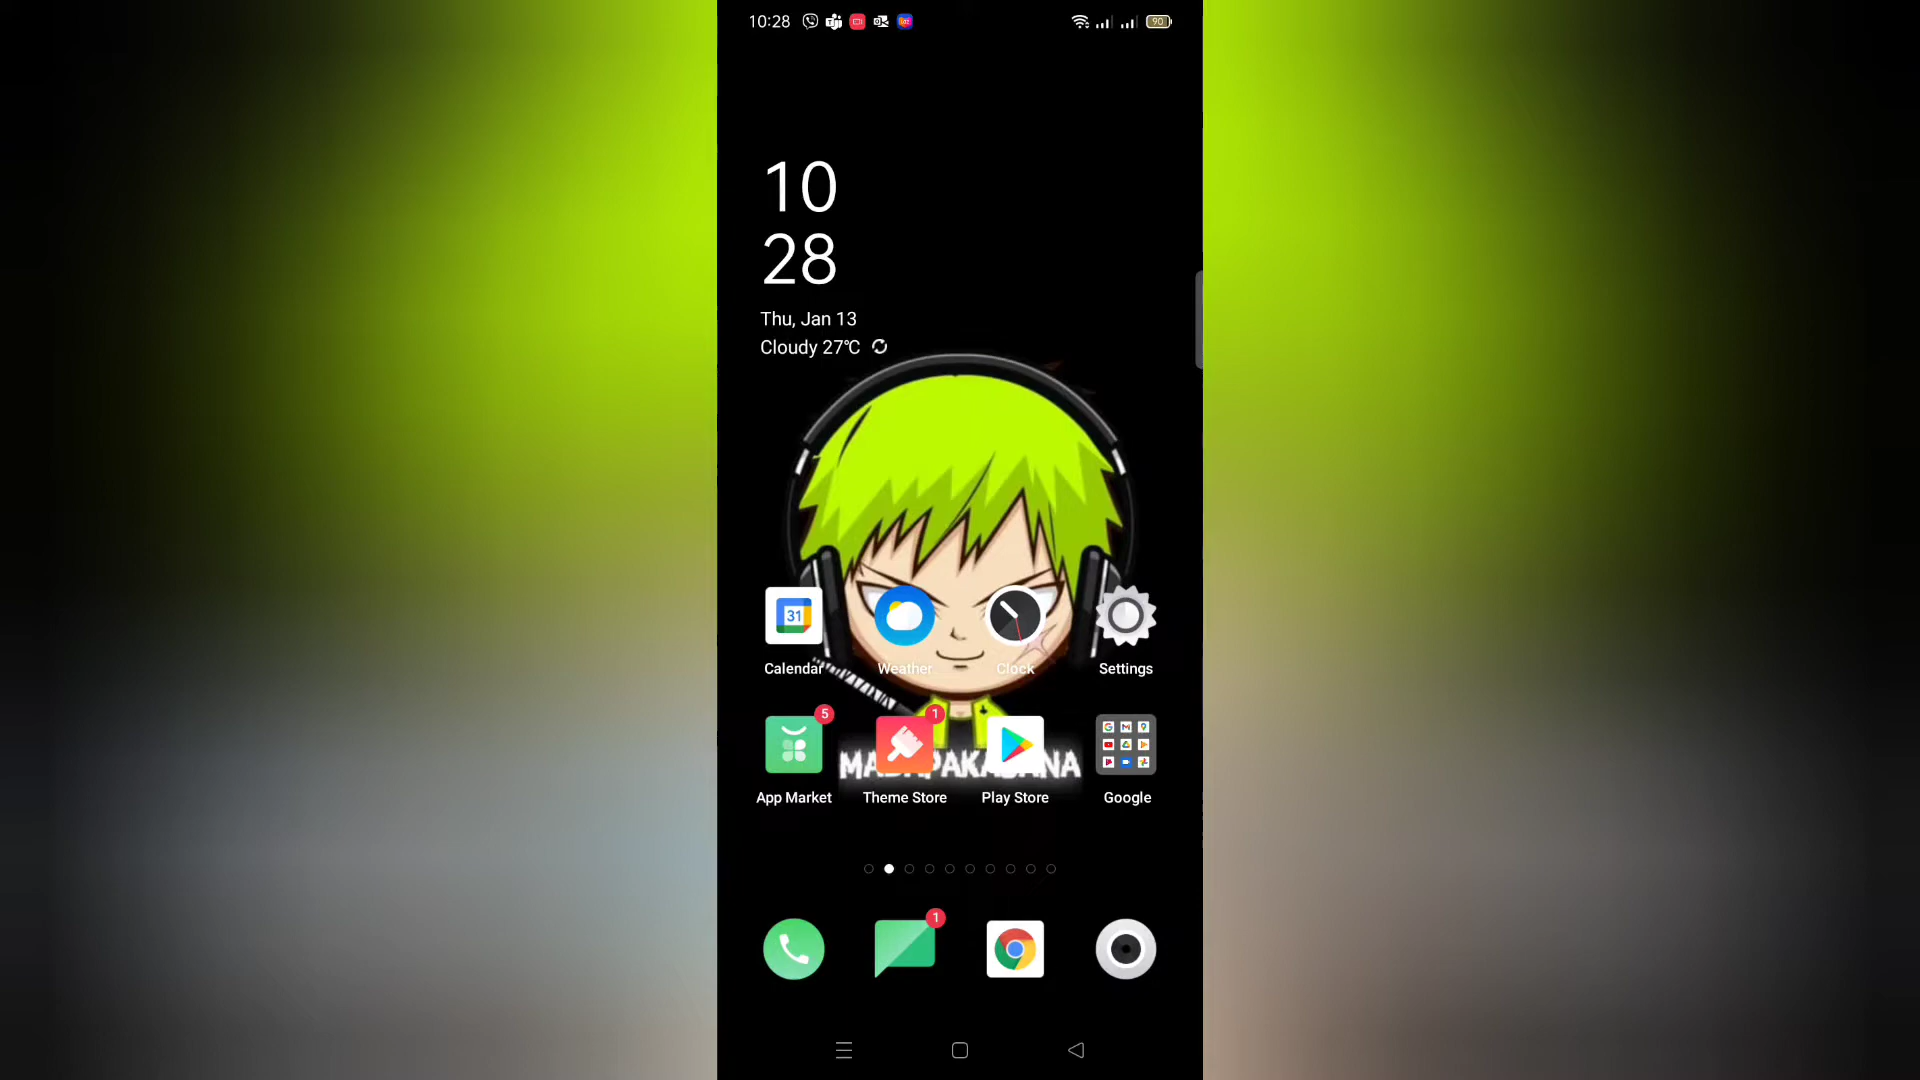 10:28
90
10
28
Thu, Jan 13
Cloudy 27℃
31
Calendar
Weather
Clock
Settings
5
1
App Market
Theme Store
Play Store
Google
1